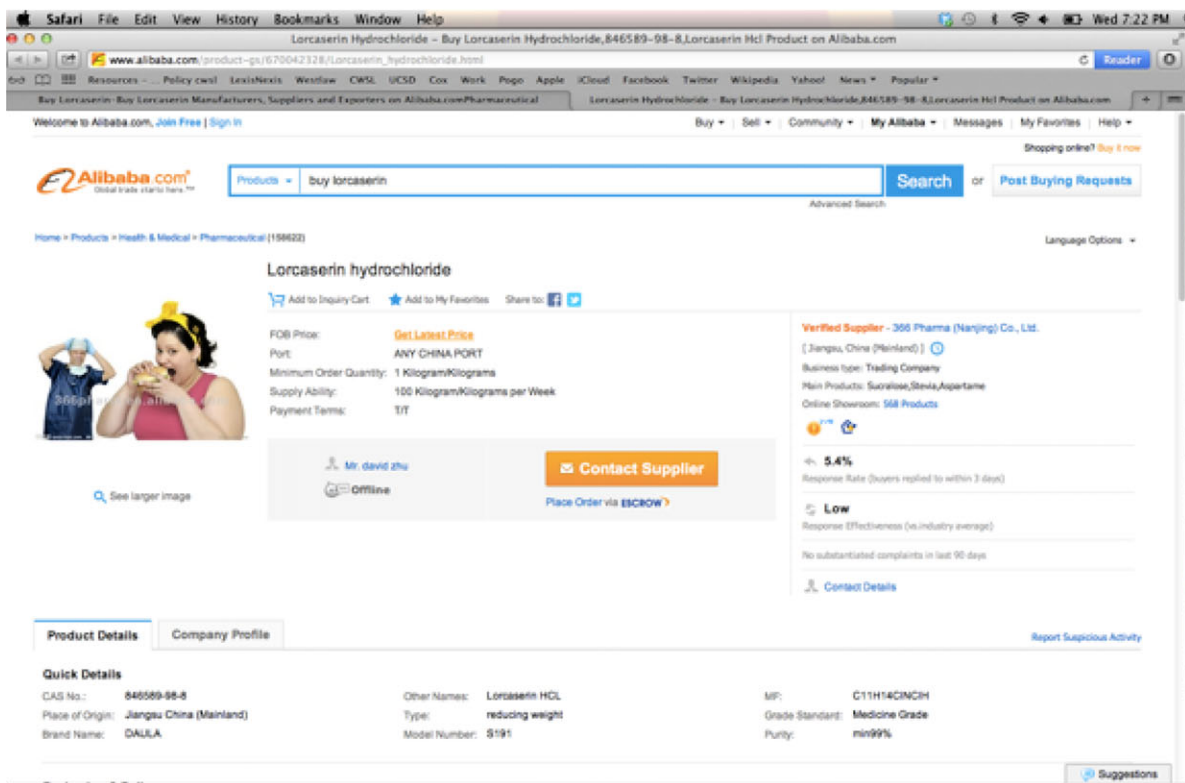 Safari File Edit View History Bookmarks Window Help Wed 7:22 PM
Lorcaserin Hydrochloride – Buy Lorcaserin Hydrochloride,846589-98-8,Lorcaserin Hcl Product on Alibaba.com
www.alibaba.com/product-gs/670042328/Lorcaserin_hydrochloride.html Reader
Resources - ... Policy cwsl LexisNexis Westlaw CWSL UCSD Cox Work Pogo Apple iCloud Facebook Twitter Wikipedia Yahoo! News Popular
Buy Lorcaserin-Buy Lorcaserin Manufacturers, Suppliers and Exporters on Alibaba.comPharmaceutical Lorcaserin Hydrochloride - Buy Lorcaserin Hydrochloride,846589-98-8,Lorcaserin Hcl Product on Alibaba.com
Welcome to Alibaba.com, Join Free | Sign In Buy Sell Community My Alibaba Messages My Favorites Help
Shopping online? Buy it now
Alibaba.com
Global trade starts here.™
Products buy lorcaserin Search or Post Buying Requests
Advanced Search
Home > Products > Health & Medical > Pharmaceutical (158622) Language Options
Lorcaserin hydrochloride
Add to Inquiry Cart Add to My Favorites Share to:
FOB Price: Get Latest Price
Port: ANY CHINA PORT
Minimum Order Quantity: 1 Kilogram/Kilograms
Supply Ability: 100 Kilogram/Kilograms per Week
Payment Terms: T/T
Mr. david zhu
Offline
Contact Supplier
Place Order via ESCROW
See larger image
Verified Supplier - 366 Pharma (Nanjing) Co., Ltd.
[ Jiangsu, China (Mainland) ]
Business type: Trading Company
Main Products: Sucralose,Stevia,Aspartame
Online Showroom: 568 Products
5.4%
Response Rate (buyers replied to within 3 days)
Low
Response Effectiveness (vs.industry average)
No substantiated complaints in last 90 days
Contact Details
Product Details Company Profile Report Suspicious Activity
Quick Details
CAS No.: 846589-98-8 Other Names: Lorcaserin HCL MF: C11H14ClNClH
Place of Origin: Jiangsu China (Mainland) Type: reducing weight Grade Standard: Medicine Grade
Brand Name: DAULA Model Number: S191 Purity: min99%
Suggestions